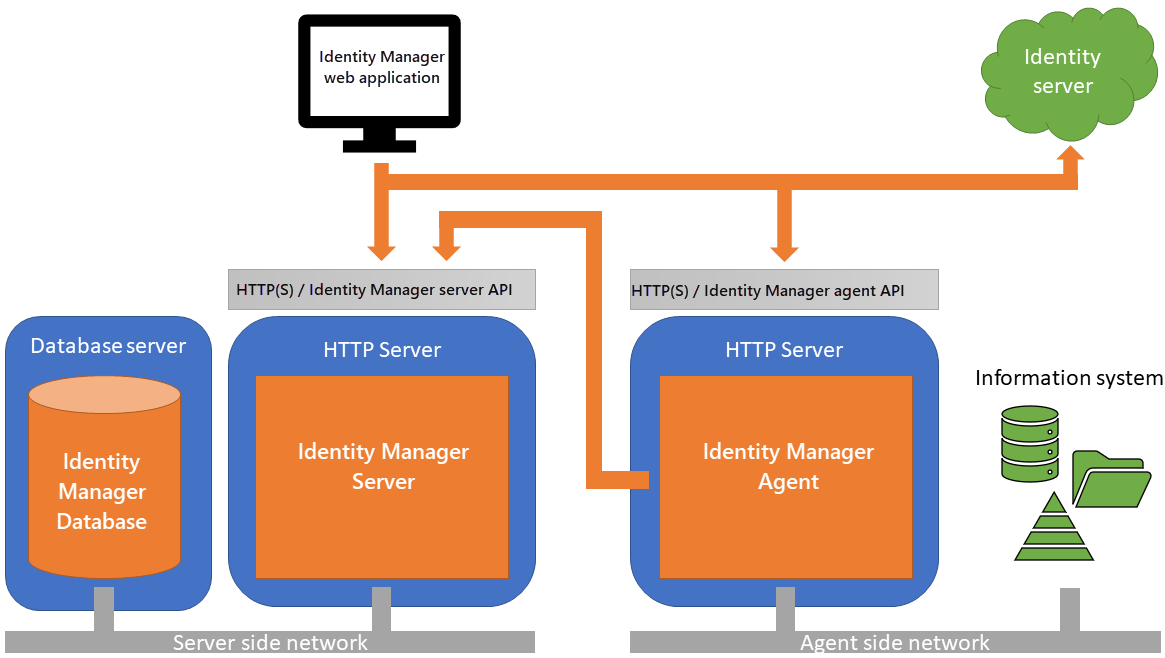 Identity Manager
web application
Identity
server
HTTP(S) / Identity Manager server API
HTTP(S) / Identity Manager agent API
Database server
HTTP Server
HTTP Server
Information system
Identity
Manager
Database
Identity Manager
Server
Identity Manager
Agent
Server side network
Agent side network